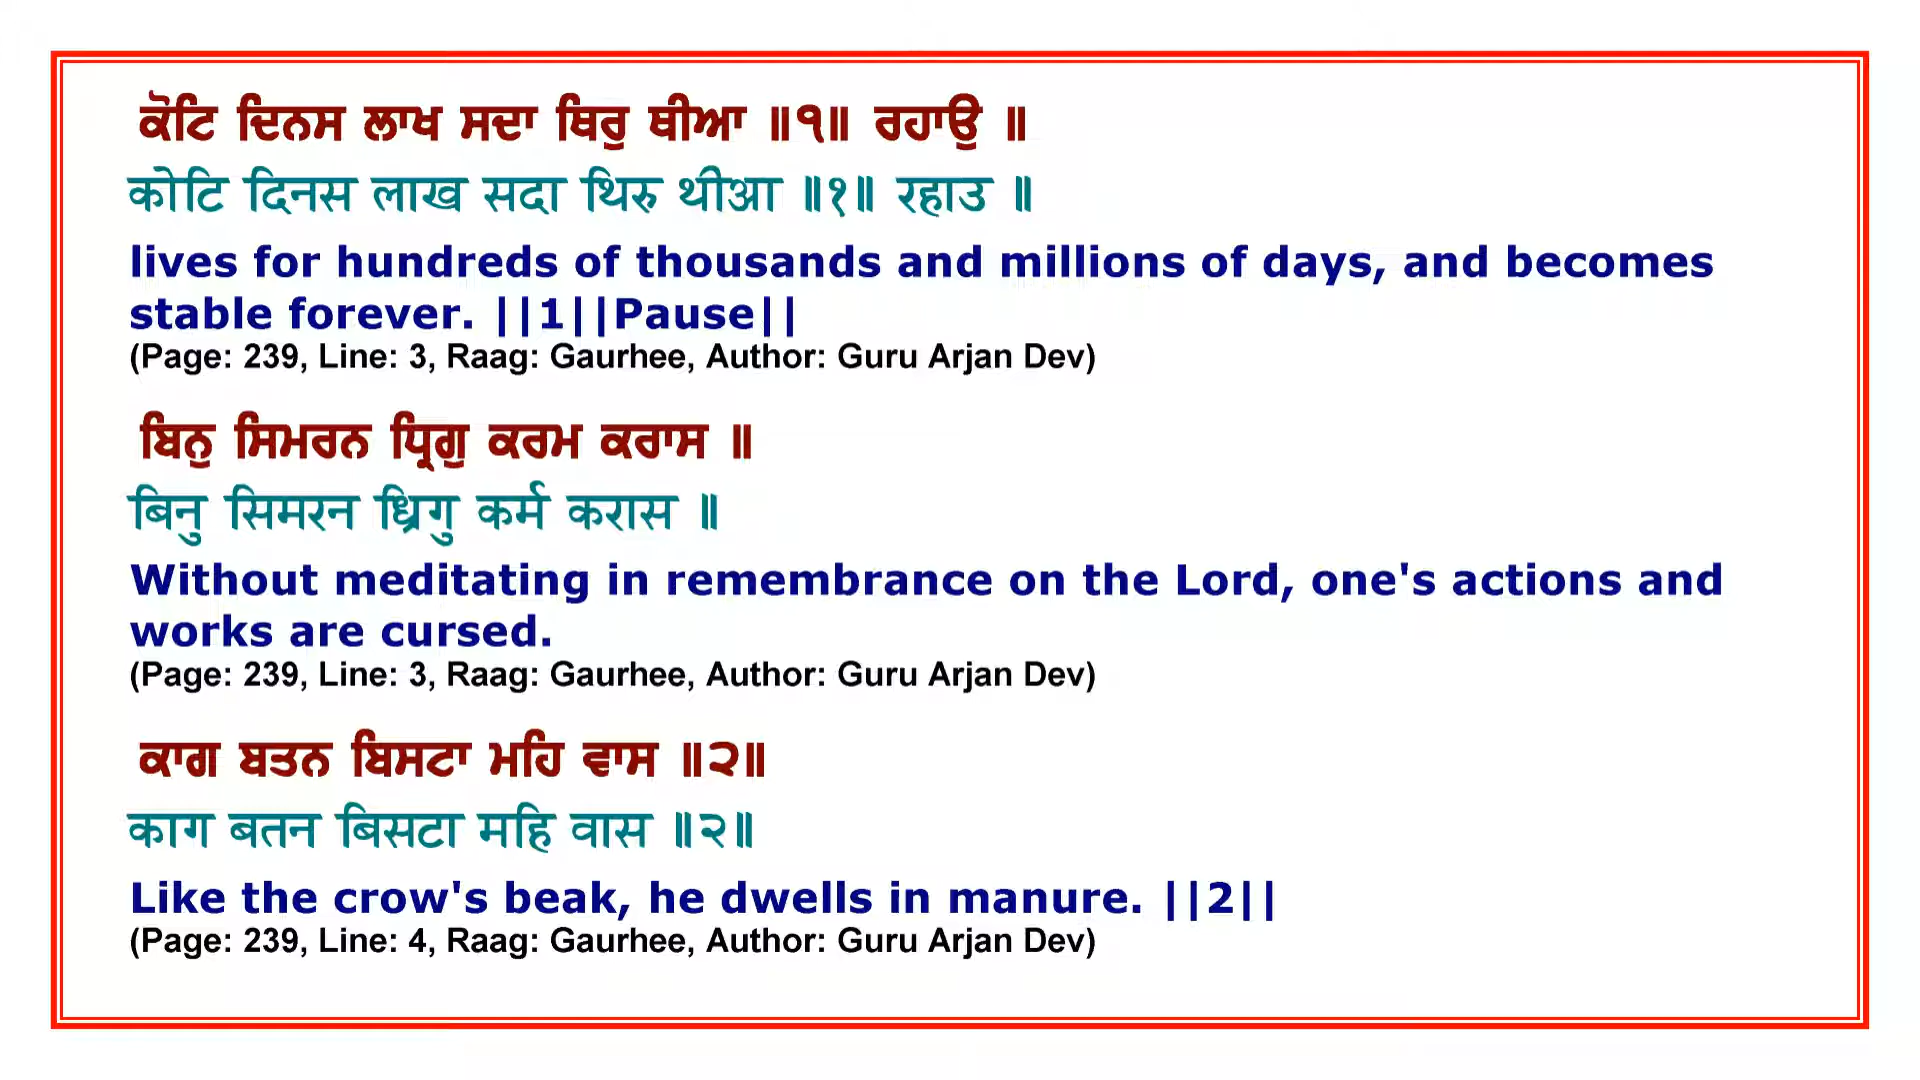 ਕੋਟਿ ਦਿਨਸ ਲਾਖ ਸਦਾ ਥਿਰੁ ਥੀਆ ॥੧॥ ਰਹਾਉ ॥
कोटि दिनस लाख सदा थिरु थीआ ॥१॥ रहाउ ॥
lives for hundreds of thousands and millions of days, and becomes
stable forever. ||1||Pause||
(Page: 239, Line: 3, Raag: Gaurhee, Author: Guru Arjan Dev)
ਬਿਨੁ ਸਿਮਰਨ ਧ੍ਰਿਗੁ ਕਰਮ ਕਰਾਸ ॥
बिनु सिमरन ध्रिगु कर्म करास ॥
Without meditating in remembrance on the Lord, one's actions and
works are cursed.
(Page: 239, Line: 3, Raag: Gaurhee, Author: Guru Arjan Dev)
ਕਾਗ ਬਤਨ ਬਿਸਟਾ ਮਹਿ ਵਾਸ ॥੨॥
काग बतन बिसटा महि वास ॥२॥
Like the crow's beak, he dwells in manure. ||2||
(Page: 239, Line: 4, Raag: Gaurhee, Author: Guru Arjan Dev)